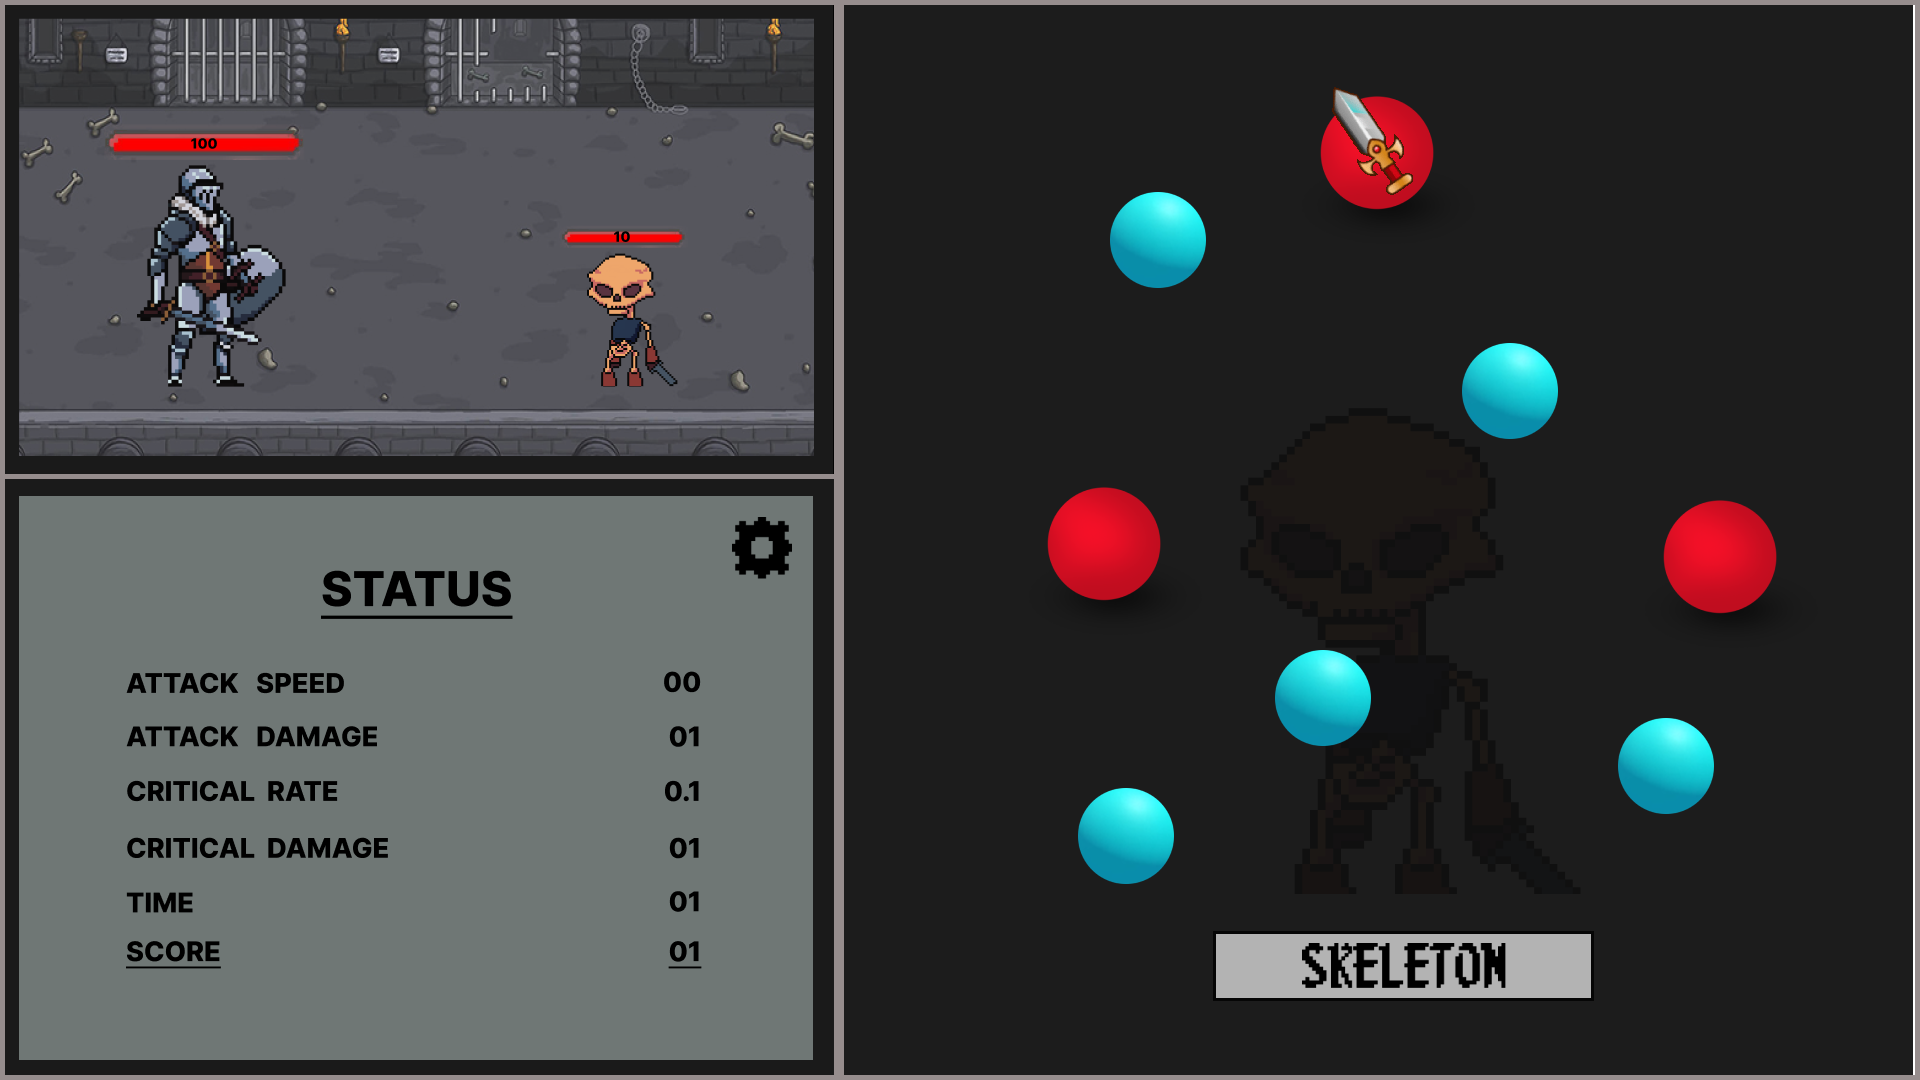 100
10
STATUS
ATTACK SPEED 00
ATTACK DAMAGE 01
CRITICAL RATE 0.1
CRITICAL DAMAGE 01
TIME 01
SCORE 01
SKELETON